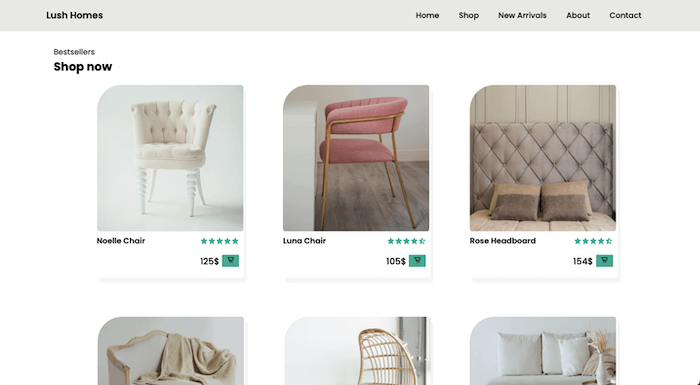 Lush Homes
Home Shop New Arrivals About Contact
Bestsellers
Shop now
Noelle Chair
125$
Luna Chair
105$
Rose Headboard
154$